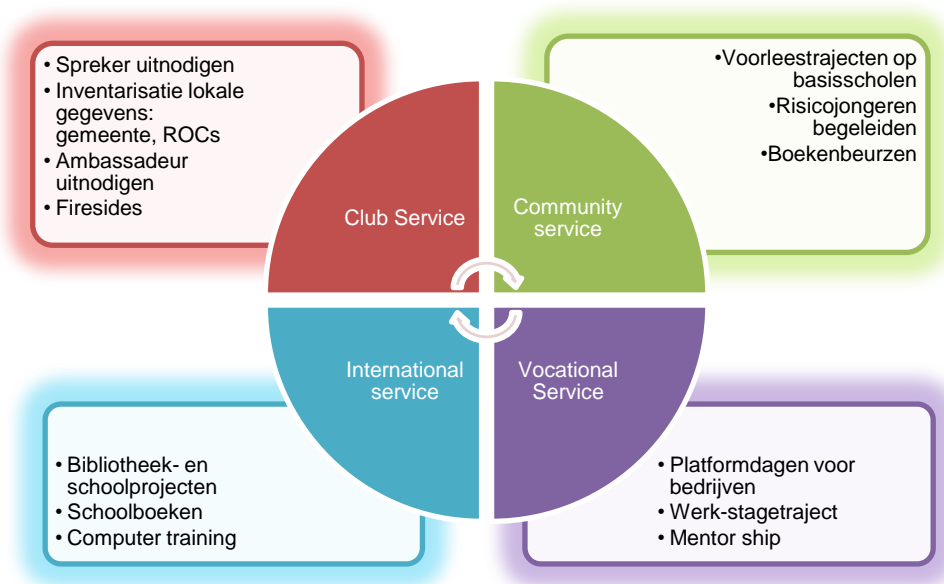 • Spreker uitnodigen
• Inventarisatie lokale
gegevens:
gemeente, ROCs
• Ambassadeur
uitnodigen
• Firesides
•Voorleestrajecten op
basisscholen
•Risicojongeren
begeleiden
•Boekenbeurzen
Club Service
Community
service
International
service
Vocational
Service
• Bibliotheek- en
schoolprojecten
• Schoolboeken
• Computer training
• Platformdagen voor
bedrijven
• Werk-stagetraject
• Mentor ship